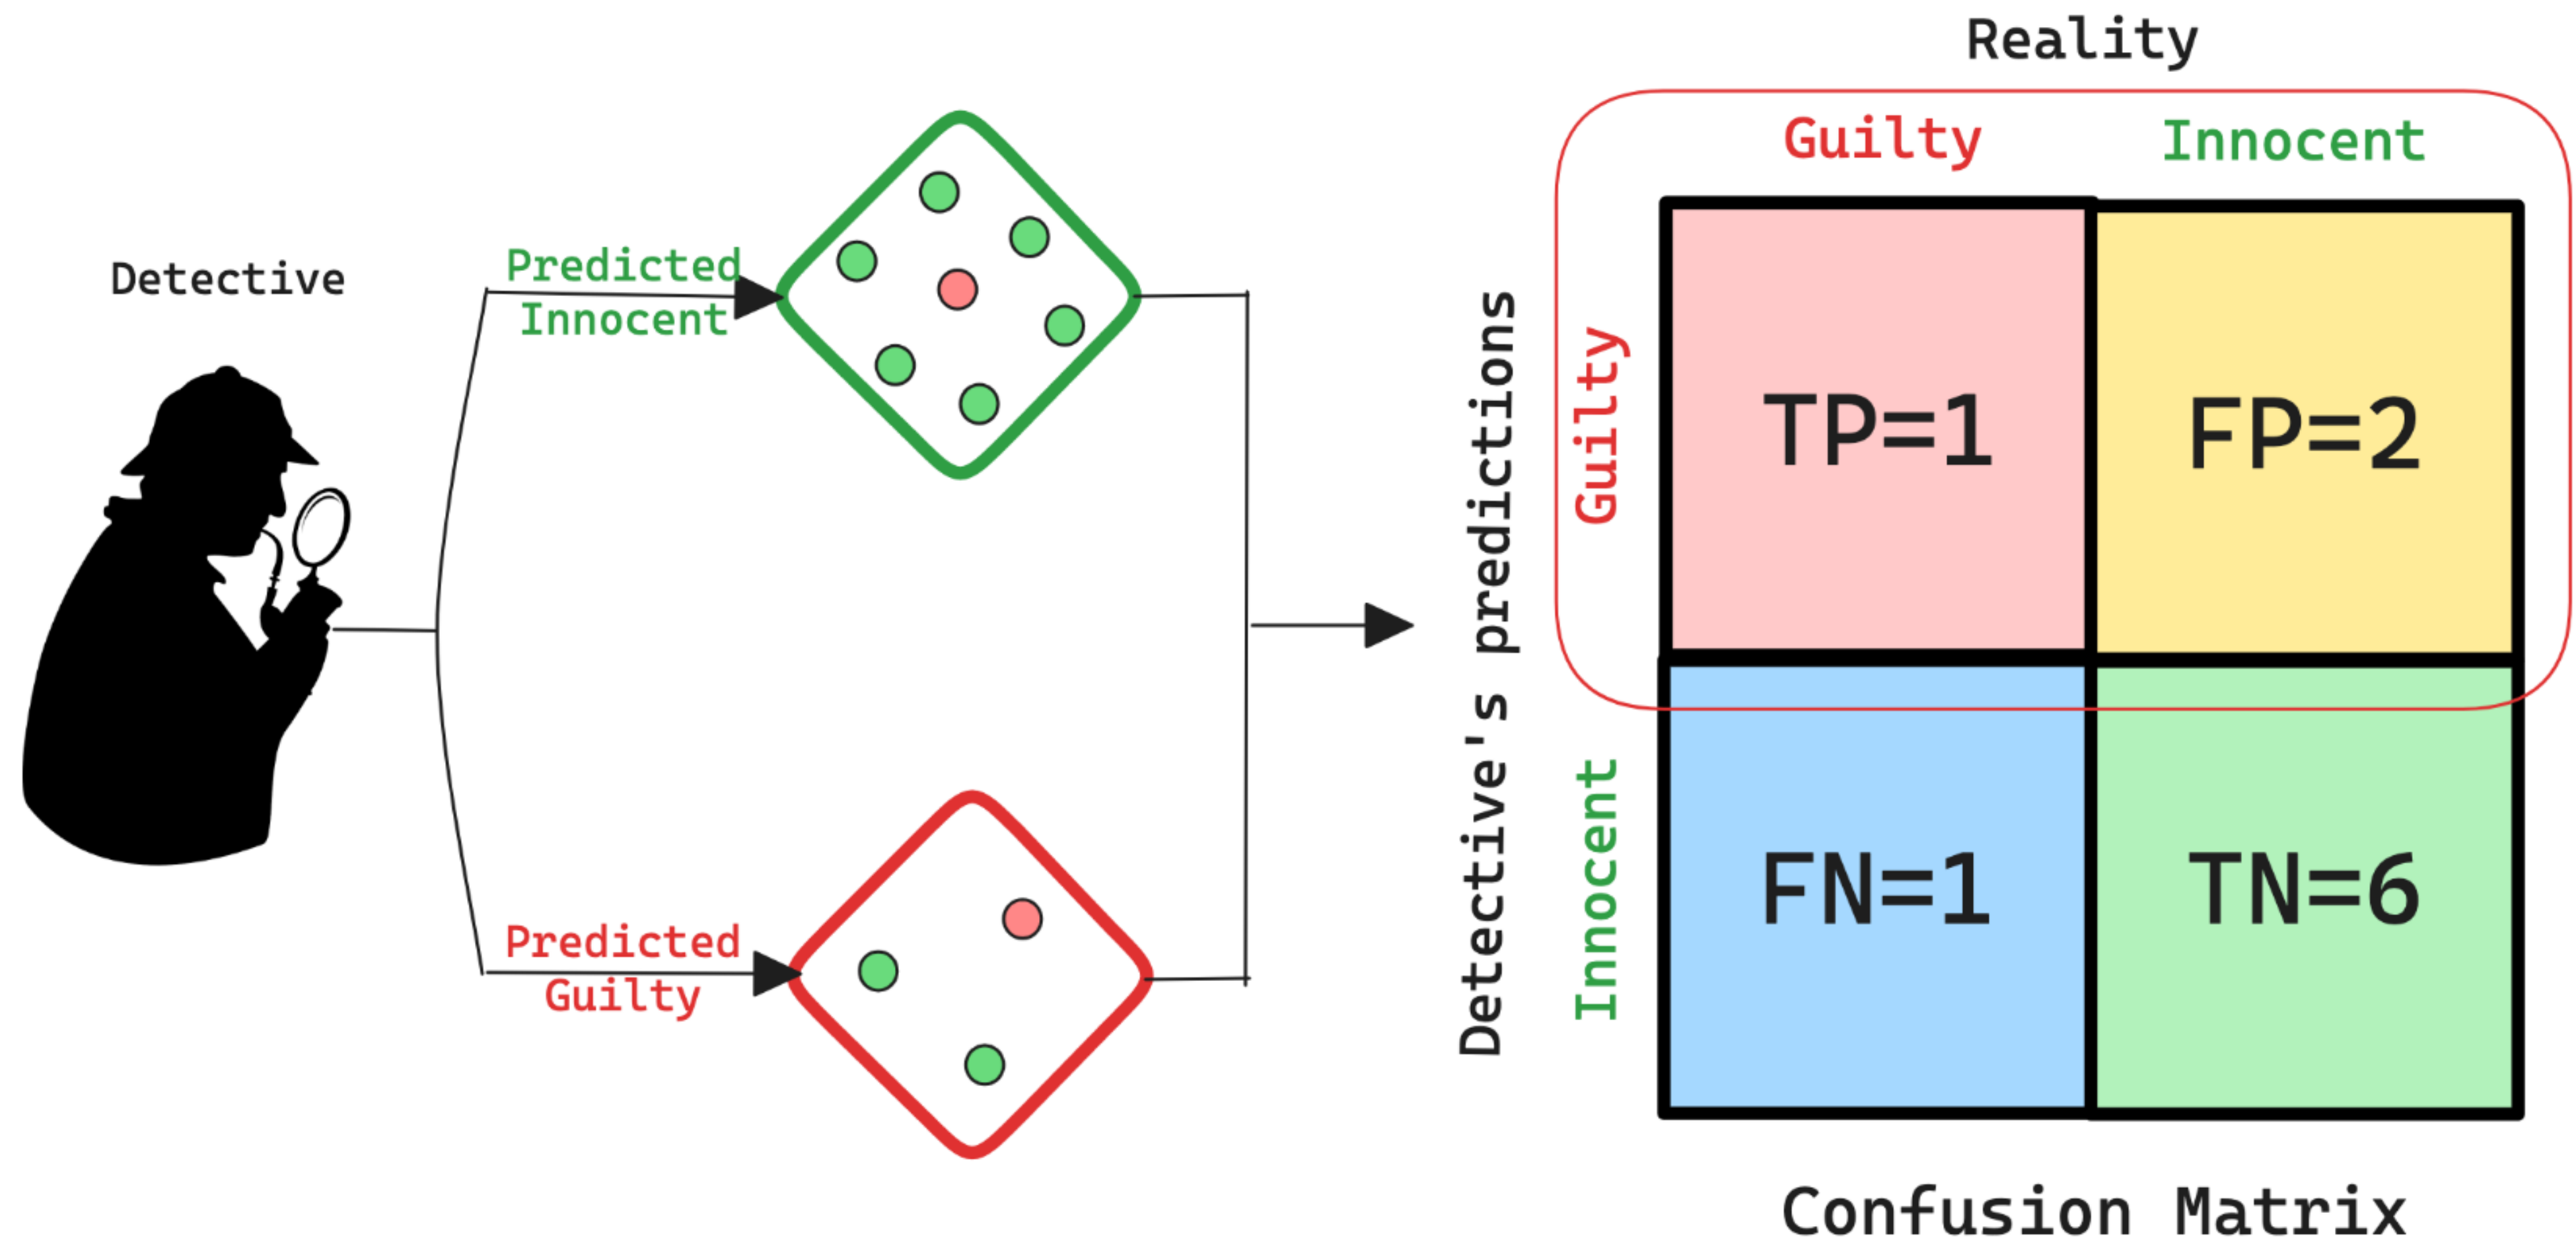 Detective
Predicted
Innocent
Predicted
Guilty
Reality
Guilty
Innocent
Detective's predictions
Guilty
Innocent
TP=1
FP=2
FN=1
TN=6
Confusion Matrix